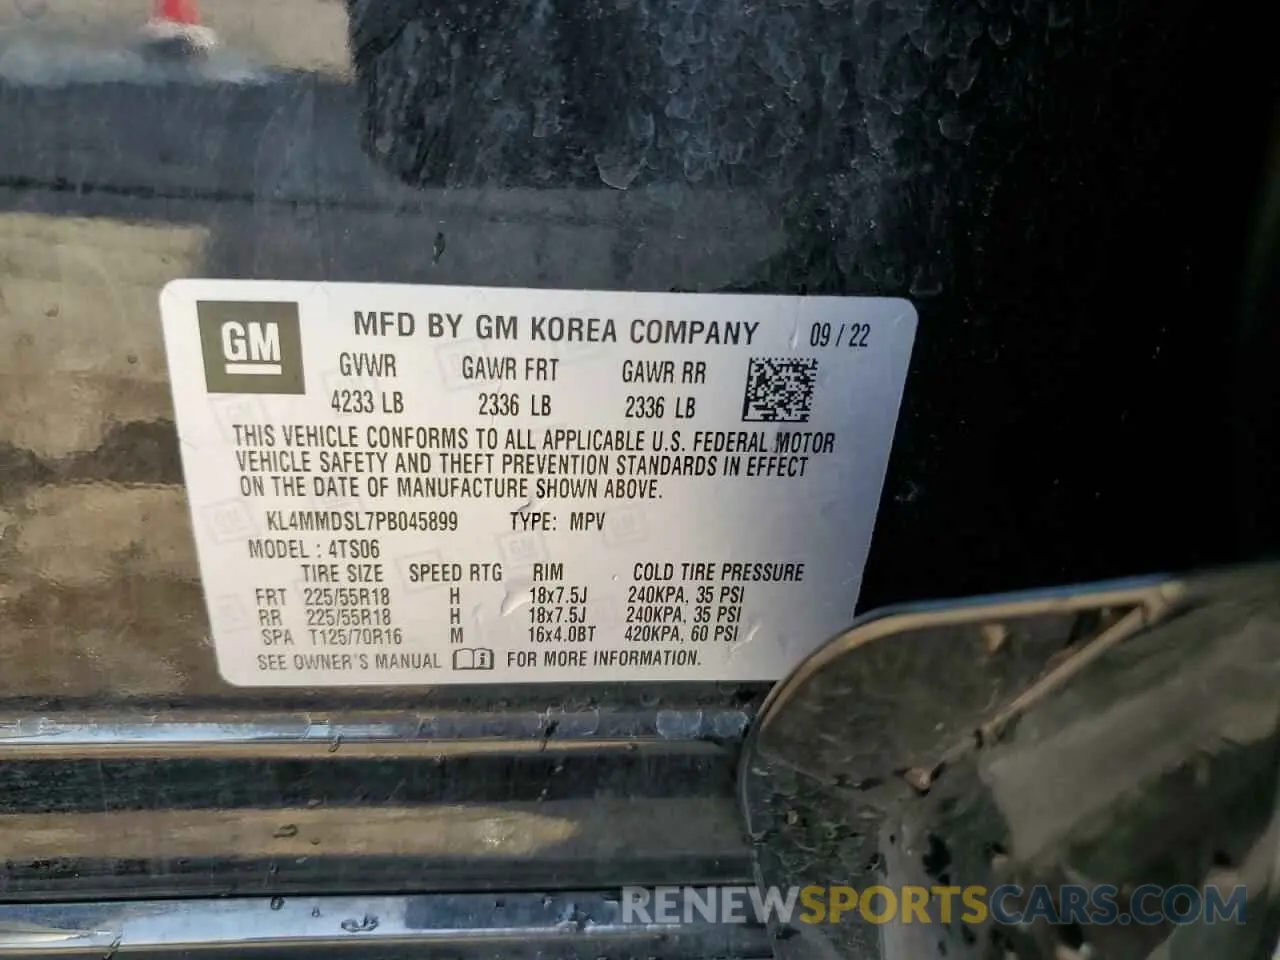 GM
MFD BY GM KOREA COMPANY 09 / 22
GVWR GAWR FRT GAWR RR
4233 LB 2336 LB 2336 LB
THIS VEHICLE CONFORMS TO ALL APPLICABLE U.S. FEDERAL MOTOR
VEHICLE SAFETY AND THEFT PREVENTION STANDARDS IN EFFECT
ON THE DATE OF MANUFACTURE SHOWN ABOVE.
KL4MMDSL7PB045899 TYPE: MPV
MODEL : 4TS06
TIRE SIZE SPEED RTG RIM COLD TIRE PRESSURE
FRT 225/55R18 H 18x7.5J 240KPA, 35 PSI
RR 225/55R18 H 18x7.5J 240KPA, 35 PSI
SPA T125/70R16 M 16x4.0BT 420KPA, 60 PSI
SEE OWNER'S MANUAL i FOR MORE INFORMATION.
RENEWSPORTSCARS.COM